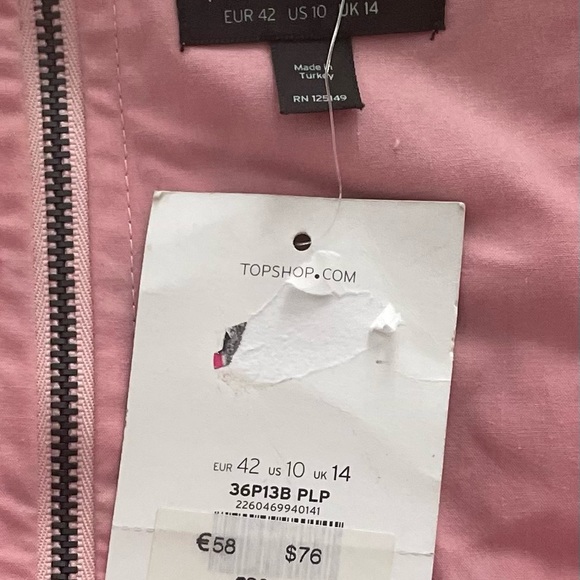 EUR 42 US 10 UK 14
Made in
Turkey
RN 125149
TOPSHOP.COM
EUR 42 US 10 UK 14
36P13B PLP
2260469940141
€58 $76